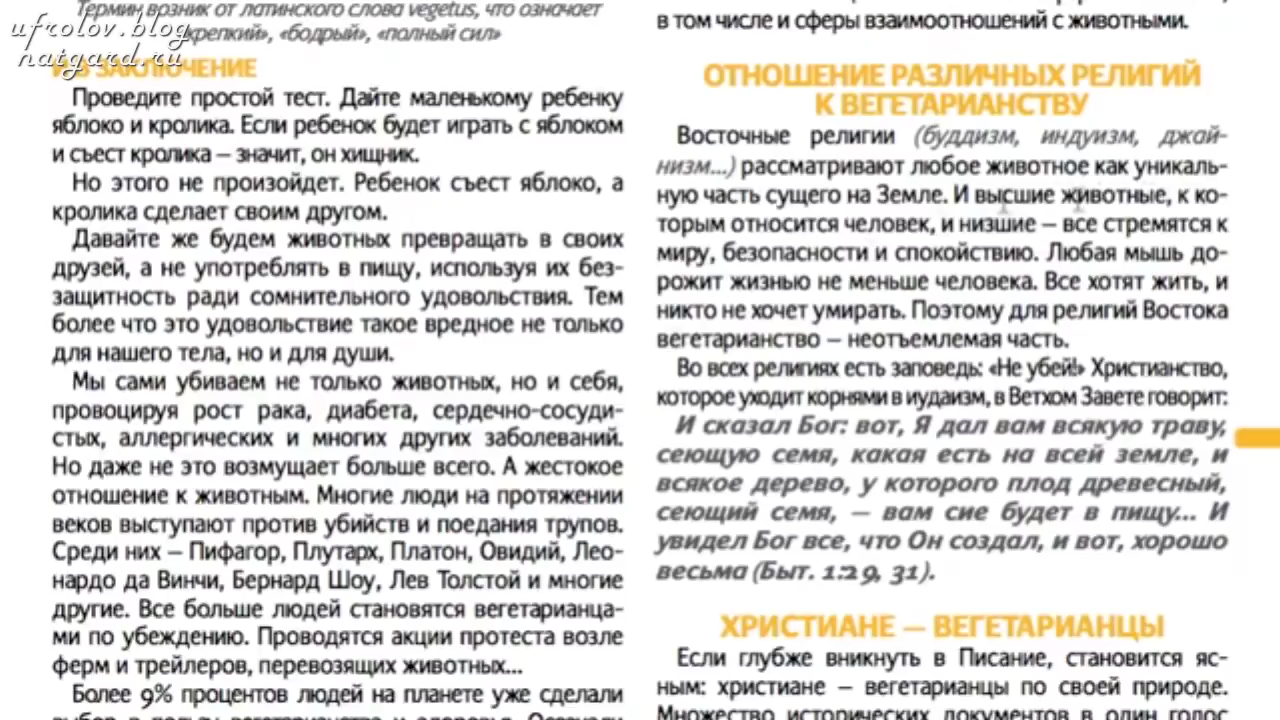 ufrolov.blog
natgard.ru
Термин возник от латинского слова vegetus, что означает
«крепкий», «бодрый», «полный сил»
ЗАКЛЮЧЕНИЕ
Проведите простой тест. Дайте маленькому ребенку
яблоко и кролика. Если ребенок будет играть с яблоком
и съест кролика – значит, он хищник.
Но этого не произойдет. Ребенок съест яблоко, а
кролика сделает своим другом.
Давайте же будем животных превращать в своих
друзей, а не употреблять в пищу, используя их без-
защитность ради сомнительного удовольствия. Тем
более что это удовольствие такое вредное не только
для нашего тела, но и для души.
Мы сами убиваем не только животных, но и себя,
провоцируя рост рака, диабета, сердечно-сосуди-
стых, аллергических и многих других заболеваний.
Но даже не это возмущает больше всего. А жестокое
отношение к животным. Многие люди на протяжении
веков выступают против убийств и поедания трупов.
Среди них – Пифагор, Плутарх, Платон, Овидий, Лео-
нардо да Винчи, Бернард Шоу, Лев Толстой и многие
другие. Все больше людей становятся вегетарианца-
ми по убеждению. Проводятся акции протеста возле
ферм и трейлеров, перевозящих животных...
Более 9% процентов людей на планете уже сделали
в том числе и сферы взаимоотношений с животными.
ОТНОШЕНИЕ РАЗЛИЧНЫХ РЕЛИГИЙ
К ВЕГЕТАРИАНСТВУ
Восточные религии (буддизм, индуизм, джай-
низм...) рассматривают любое животное как уникаль-
ную часть сущего на Земле. И высшие животные, к ко-
торым относится человек, и низшие – все стремятся к
миру, безопасности и спокойствию. Любая мышь до-
рожит жизнью не меньше человека. Все хотят жить, и
никто не хочет умирать. Поэтому для религий Востока
вегетарианство – неотъемлемая часть.
Во всех религиях есть заповедь: «Не убей!» Христианство,
которое уходит корнями в иудаизм, в Ветхом Завете говорит:
И сказал Бог: вот, Я дал вам всякую траву,
сеющую семя, какая есть на всей земле, и
всякое дерево, у которого плод древесный,
сеющий семя, – вам сие будет в пищу... И
увидел Бог все, что Он создал, и вот, хорошо
весьма (Быт. 1:29, 31).
ХРИСТИАНЕ – ВЕГЕТАРИАНЦЫ
Если глубже вникнуть в Писание, становится яс-
ным: христиане – вегетарианцы по своей природе.
Множество исторических документов в один голос